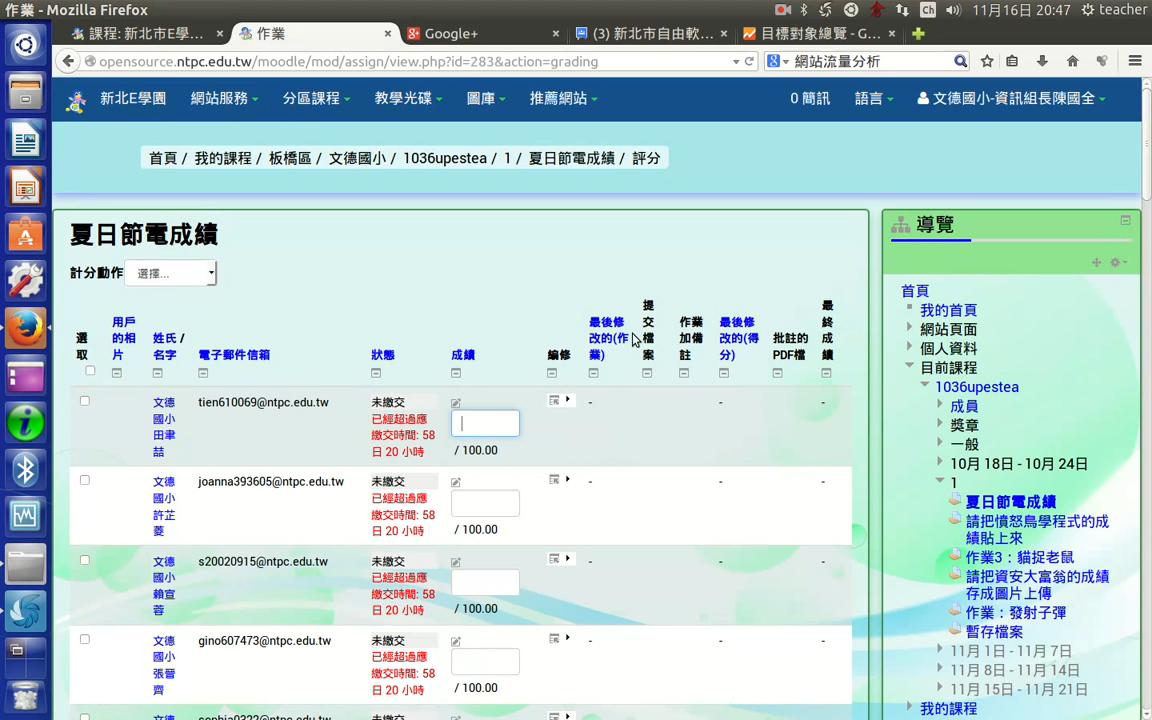 作業 - Mozilla Firefox
Ch
11月16日 20:47
teacher
課程: 新北市E學...
作業
Google+
(3) 新北市自由軟...
目標對象總覽 - G...
opensource.ntpc.edu.tw/moodle/mod/assign/view.php?id=283&action=grading
網站流量分析
新北E學園
網站服務
分區課程
教學光碟
圖庫
推薦網站
0 簡訊
語言
文德國小-資訊組長陳國全
首頁 / 我的課程 / 板橋區 / 文德國小 / 1036upestea / 1 / 夏日節電成績 / 評分
夏日節電成績
計分動作
選擇...
選取
用戶的相片
姓氏 / 名字
電子郵件信箱
狀態
成績
編修
最後修改的(作業)
提交檔案
作業加備註
最後修改的(得分)
批註的PDF檔
最終成績
文德國小田聿喆
tien610069@ntpc.edu.tw
未繳交
已經超過應
繳交時間: 58
日 20 小時
/ 100.00
-
-
-
文德國小許芷菱
joanna393605@ntpc.edu.tw
未繳交
已經超過應
繳交時間: 58
日 20 小時
/ 100.00
-
-
-
文德國小賴宣蓉
s20020915@ntpc.edu.tw
未繳交
已經超過應
繳交時間: 58
日 20 小時
/ 100.00
-
-
-
文德國小張晉齊
gino607473@ntpc.edu.tw
未繳交
已經超過應
繳交時間: 58
日 20 小時
/ 100.00
-
-
-
文德
sophia0322@ntpc.edu.tw
未繳交
導覽
首頁
我的首頁
網站頁面
個人資料
目前課程
1036upestea
成員
獎章
一般
10月 18日 - 10月 24日
1
夏日節電成績
請把憤怒鳥學程式的成
績貼上來
作業3：貓捉老鼠
請把資安大富翁的成績
存成圖片上傳
作業：發射子彈
暫存檔案
11月 1日 - 11月 7日
11月 8日 - 11月 14日
11月 15日 - 11月 21日
我的課程